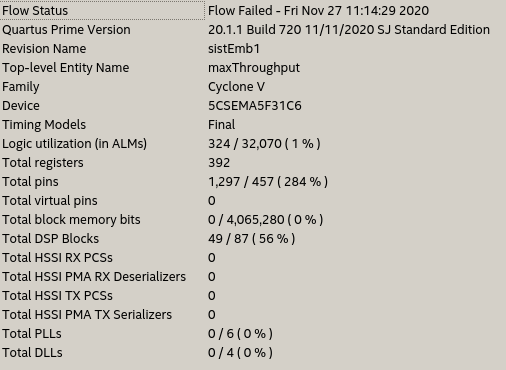 Flow Status Flow Failed - Fri Nov 27 11:14:29 2020
Quartus Prime Version 20.1.1 Build 720 11/11/2020 SJ Standard Edition
Revision Name sistEmb1
Top-level Entity Name maxThroughput
Family Cyclone V
Device 5CSEMA5F31C6
Timing Models Final
Logic utilization (in ALMs) 324 / 32,070 ( 1 % )
Total registers 392
Total pins 1,297 / 457 ( 284 % )
Total virtual pins 0
Total block memory bits 0 / 4,065,280 ( 0 % )
Total DSP Blocks 49 / 87 ( 56 % )
Total HSSI RX PCSs 0
Total HSSI PMA RX Deserializers 0
Total HSSI TX PCSs 0
Total HSSI PMA TX Serializers 0
Total PLLs 0 / 6 ( 0 % )
Total DLLs 0 / 4 ( 0 % )